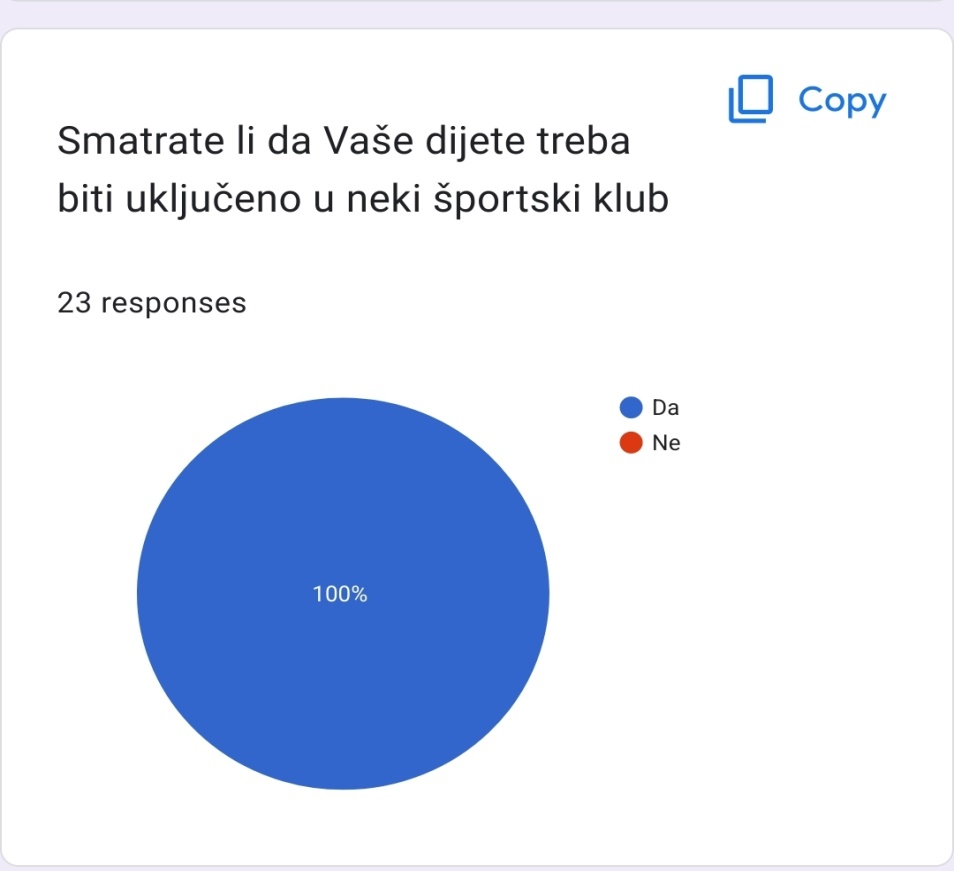 Copy
Smatrate li da Vaše dijete treba
biti uključeno u neki športski klub
23 responses
Da
Ne
100%